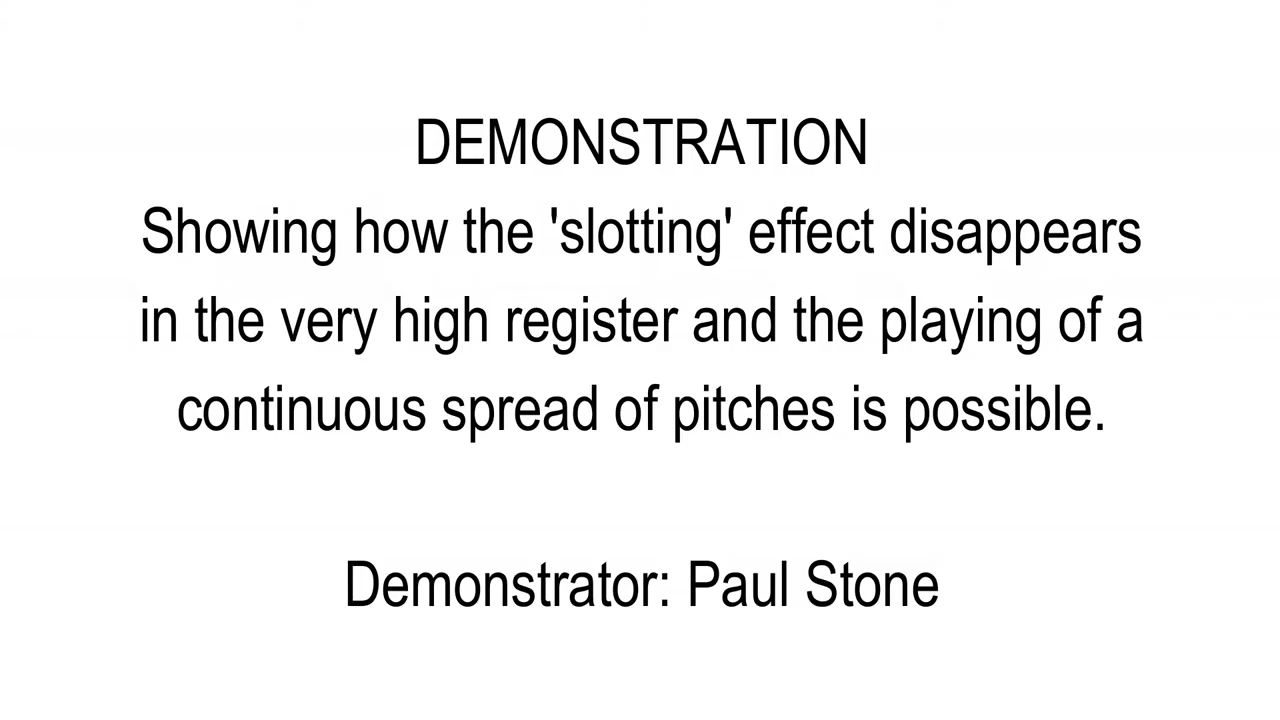 DEMONSTRATION
Showing how the 'slotting' effect disappears
in the very high register and the playing of a
continuous spread of pitches is possible.
Demonstrator: Paul Stone